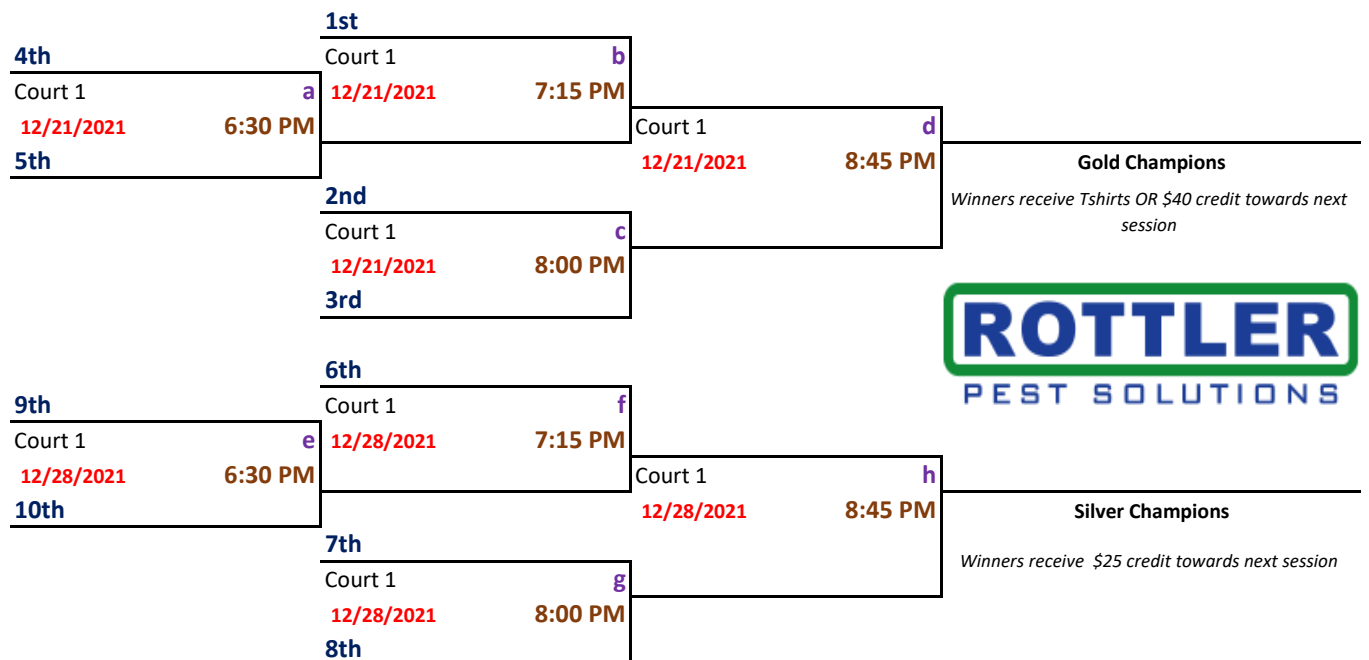 1st
4th
Court 1 b
Court 1 a
12/21/2021 7:15 PM
12/21/2021 6:30 PM
Court 1 d
5th
12/21/2021 8:45 PM
Gold Champions
2nd
Winners receive Tshirts OR $40 credit towards next
session
Court 1 c
12/21/2021 8:00 PM
3rd
ROTTLER
PEST SOLUTIONS
6th
9th
Court 1 f
Court 1 e
12/28/2021 7:15 PM
12/28/2021 6:30 PM
Court 1 h
10th
12/28/2021 8:45 PM
Silver Champions
7th
Winners receive  $25 credit towards next session
Court 1 g
12/28/2021 8:00 PM
8th